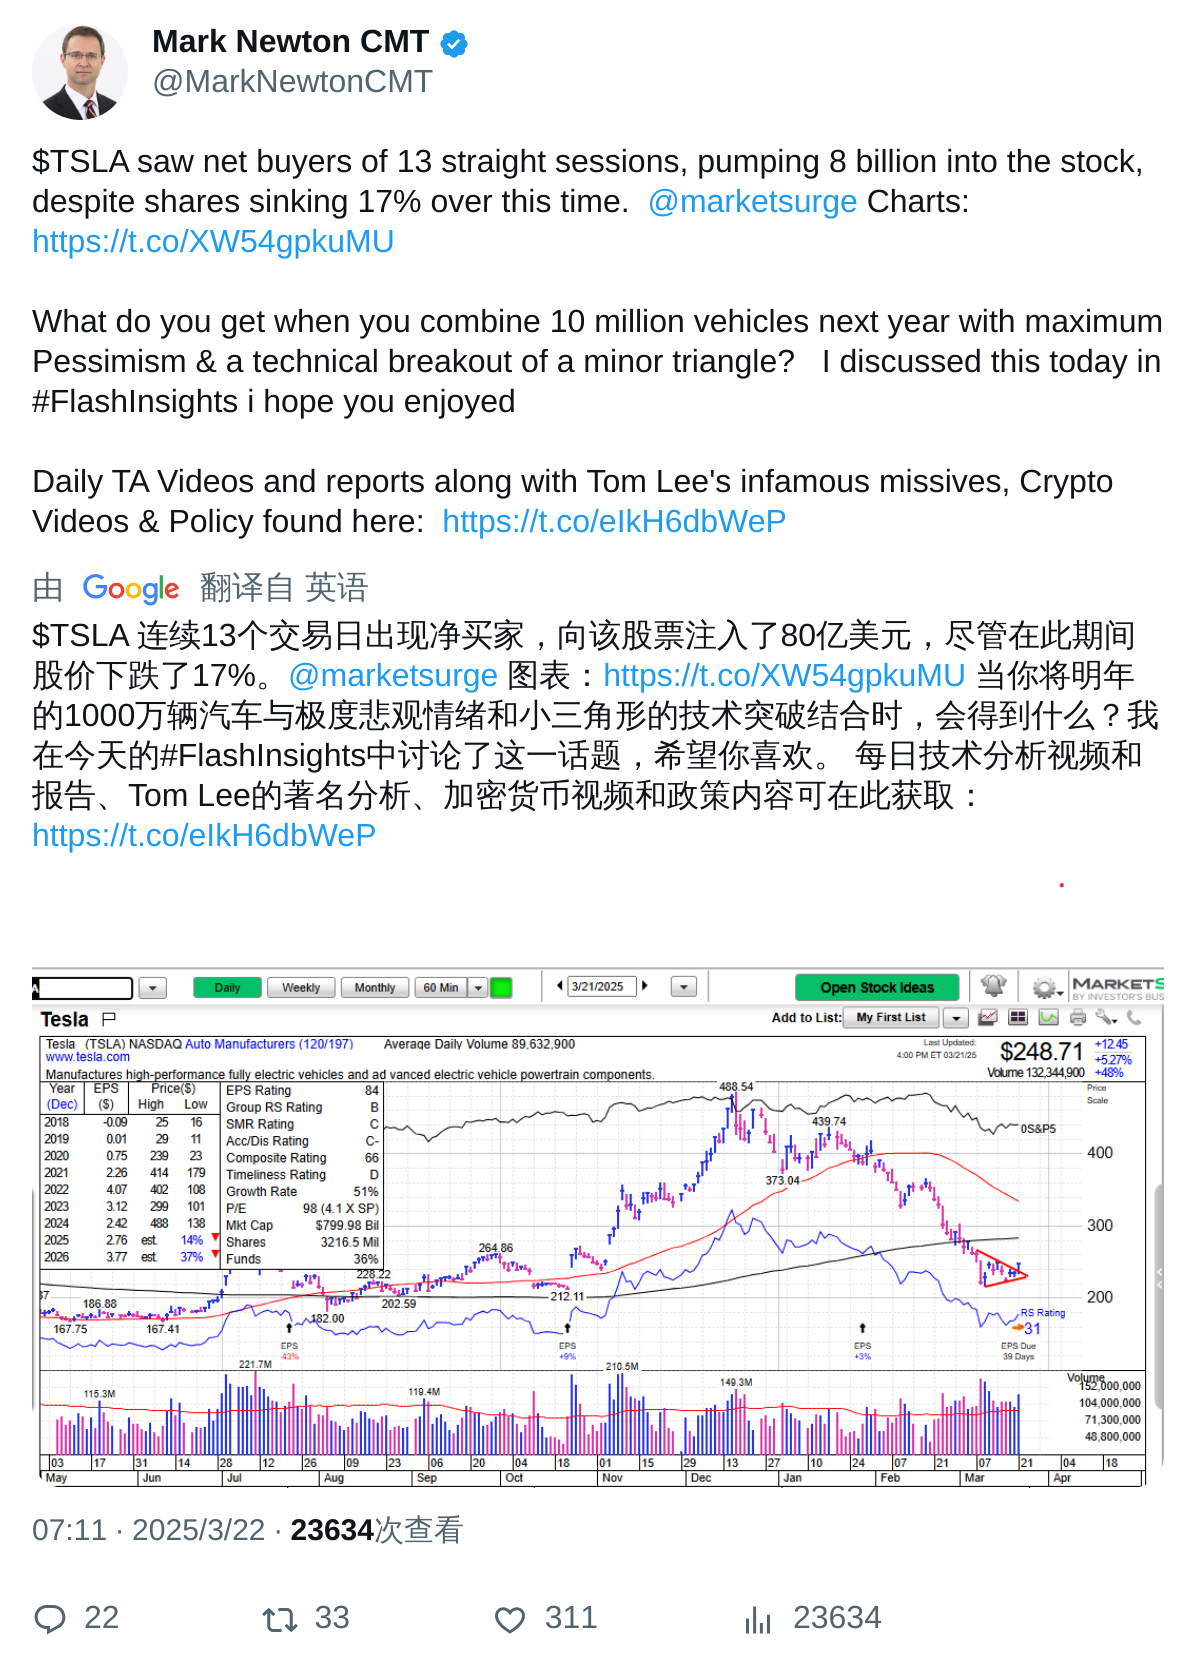 Mark Newton CMT
@MarkNewtonCMT
$TSLA saw net buyers of 13 straight sessions, pumping 8 billion into the stock,
despite shares sinking 17% over this time.  @marketsurge Charts:
https://t.co/XW54gpkuMU
What do you get when you combine 10 million vehicles next year with maximum
Pessimism & a technical breakout of a minor triangle?   I discussed this today in
#FlashInsights i hope you enjoyed
Daily TA Videos and reports along with Tom Lee's infamous missives, Crypto
Videos & Policy found here:  https://t.co/eIkH6dbWeP
由 Google 翻译自 英语
$TSLA 连续13个交易日出现净买家，向该股票注入了80亿美元，尽管在此期间
股价下跌了17%。@marketsurge 图表：https://t.co/XW54gpkuMU 当你将明年
的1000万辆汽车与极度悲观情绪和小三角形的技术突破结合时，会得到什么？我
在今天的#FlashInsights中讨论了这一话题，希望你喜欢。 每日技术分析视频和
报告、Tom Lee的著名分析、加密货币视频和政策内容可在此获取：
https://t.co/eIkH6dbWeP
A Daily Weekly Monthly 60 Min 3/21/2025 Open Stock Ideas MARKETS
BY INVESTOR'S BUS
Tesla Add to List: My First List
Tesla (TSLA) NASDAQ Auto Manufacturers (120/197) Average Daily Volume 89,632,900 Last Updated: $248.71 +12.45
www.tesla.com 4:00 PM ET 03/21/25 +5.27%
Manufactures high-performance fully electric vehicles and ad vanced electric vehicle powertrain components. Volume 132,344,900 +48%
Year EPS Price($) EPS Rating 84 488.54 Price
(Dec) ($) High Low Group RS Rating B Scale
2018 -0.09 25 16 SMR Rating C 439.74 0S&P5
2019 0.01 29 11 Acc/Dis Rating C-
2020 0.75 239 23 Composite Rating 66 400
2021 2.26 414 179 Timeliness Rating D 373.04
2022 4.07 402 108 Growth Rate 51%
2023 3.12 299 101 P/E 98 (4.1 X SP)
2024 2.42 488 138 Mkt Cap $799.98 Bil 300
2025 2.76 est. 14% Shares 3216.5 Mil 264.86
2026 3.77 est. 37% Funds 36%
228.22
37 186.88 202.59 212.11 200
167.75 167.41 182.00 RS Rating
31
EPS EPS EPS EPS Due
-43% +9% +3% 39 Days
221.7M 210.5M Volume
115.3M 119.4M 149.3M 152,000,000
104,000,000
71,300,000
48,800,000
03 17 31 14 28 12 26 09 23 06 20 04 18 01 15 29 13 27 10 24 07 21 07 21 04 18
May Jun Jul Aug Sep Oct Nov Dec Jan Feb Mar Apr
07:11 · 2025/3/22 · 23634次查看
22 33 311 23634